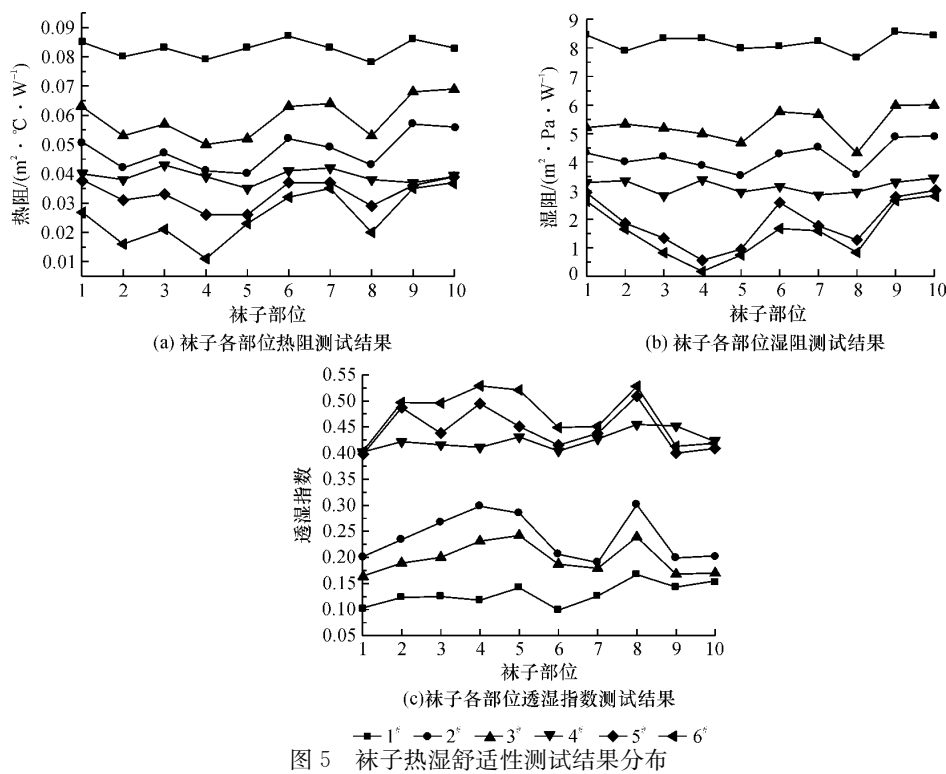 0.09
0.08
0.07
0.06
0.05
0.04
0.03
0.02
0.01
热阻/(m²·℃·W⁻¹)
1 2 3 4 5 6 7 8 9 10
袜子部位
(a) 袜子各部位热阻测试结果
9
8
7
6
5
4
3
2
1
0
湿阻/(m²·Pa·W⁻¹)
1 2 3 4 5 6 7 8 9 10
袜子部位
(b) 袜子各部位湿阻测试结果
0.55
0.50
0.45
0.40
0.30
0.25
0.20
0.15
0.10
0.05
透湿指数
1 2 3 4 5 6 7 8 9 10
袜子部位
(c)袜子各部位透湿指数测试结果
1# 2# 3# 4# 5# 6#
图 5 袜子热湿舒适性测试结果分布